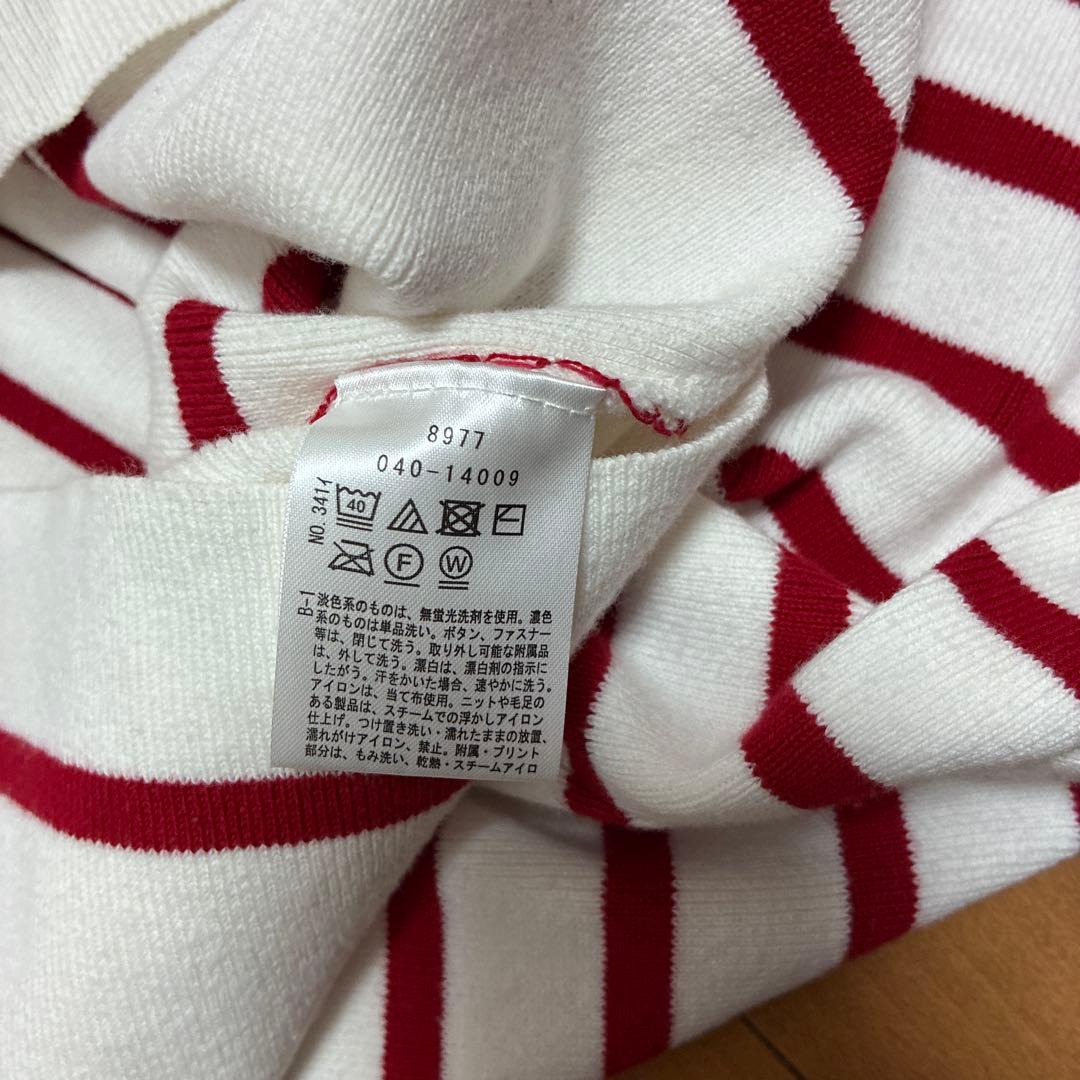 8977
040-14009
NO.341イ
40
F
W
B-1
淡色系のものは、無蛍光洗剤を使用。濃色
系のものは単品洗い。ボタン、ファスナー
等は、閉じて洗う。取り外し可能な附属品
は、外して洗う。漂白は、漂白剤の指示に
したがう。汗をかいた場合、速やかに洗う。
アイロンは、当て布使用。ニットや毛足の
ある製品は、スチームでの浮かしアイロン
仕上げ。つけ置き洗い・濡れたままの放置、
濡れがけアイロン、禁止。附属・プリント
部分は、もみ洗い、乾熱・スチームアイロ